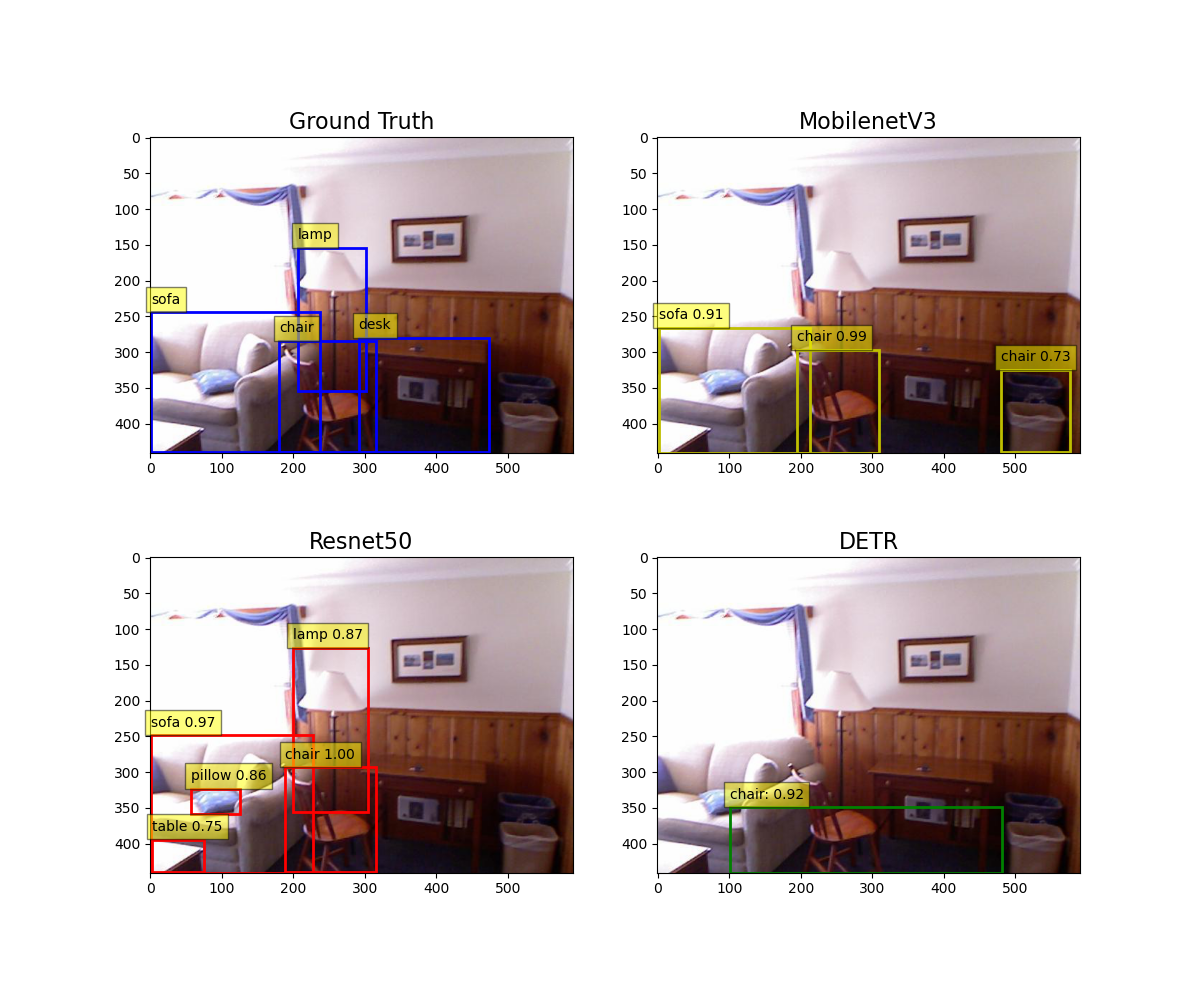 Ground Truth
0
50
100
150
200
250
300
350
400
0 100 200 300 400 500
lamp
sofa
chair
desk
MobilenetV3
0
50
100
150
200
250
300
350
400
0 100 200 300 400 500
sofa 0.91
chair 0.99
chair 0.73
Resnet50
0
50
100
150
200
250
300
350
400
0 100 200 300 400 500
lamp 0.87
sofa 0.97
chair 1.00
pillow 0.86
table 0.75
DETR
0
50
100
150
200
250
300
350
400
0 100 200 300 400 500
chair: 0.92